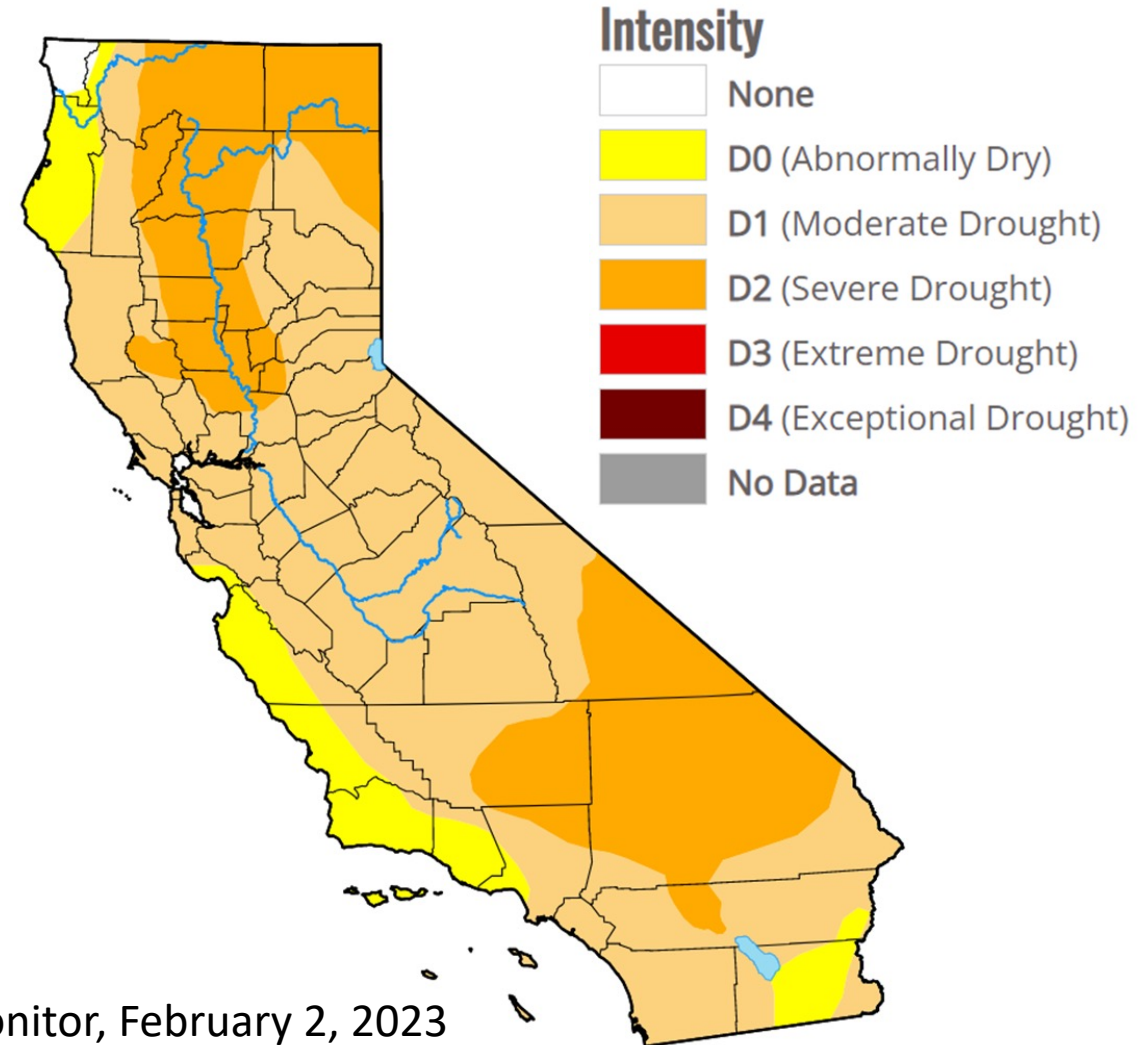 Intensity
None
D0 (Abnormally Dry)
D1 (Moderate Drought)
D2 (Severe Drought)
D3 (Extreme Drought)
D4 (Exceptional Drought)
No Data
onitor, February 2, 2023